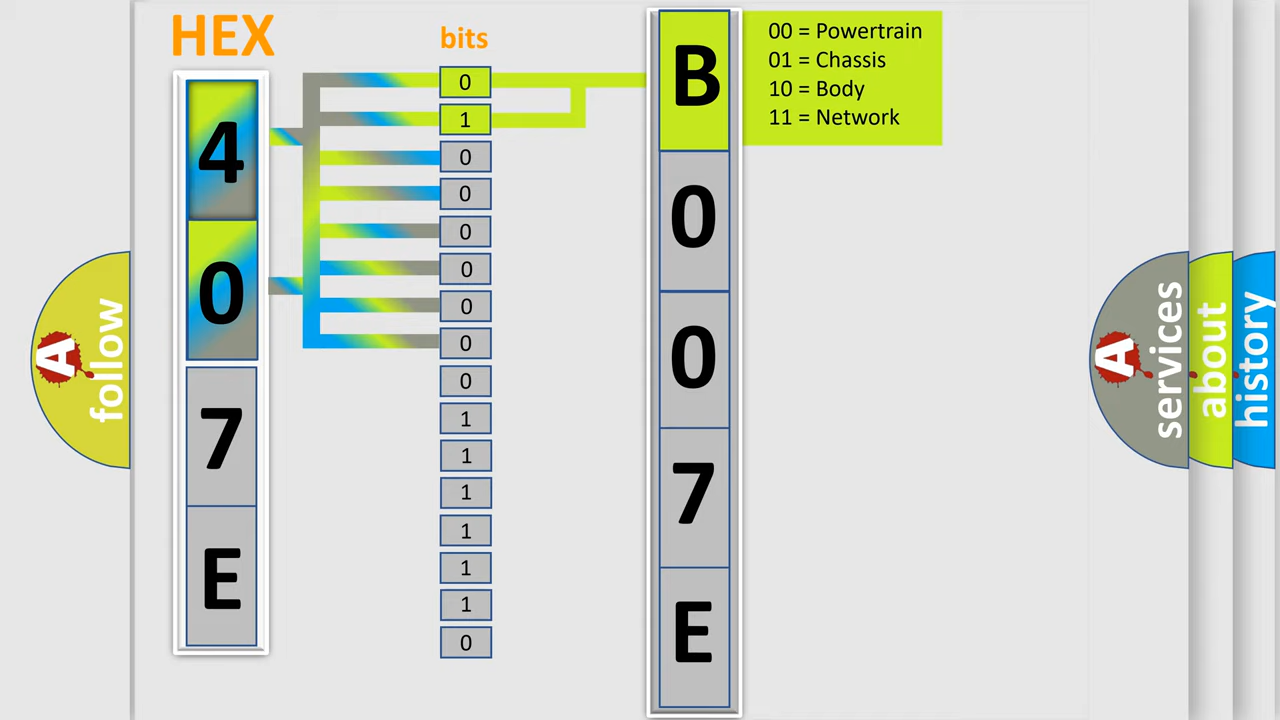 HEX
bits
4
0
7
E
0
1
0
0
0
0
0
0
0
1
1
1
1
1
1
0
B
0
0
7
E
00 = Powertrain
01 = Chassis
10 = Body
11 = Network
A
follow
A
services
about
history